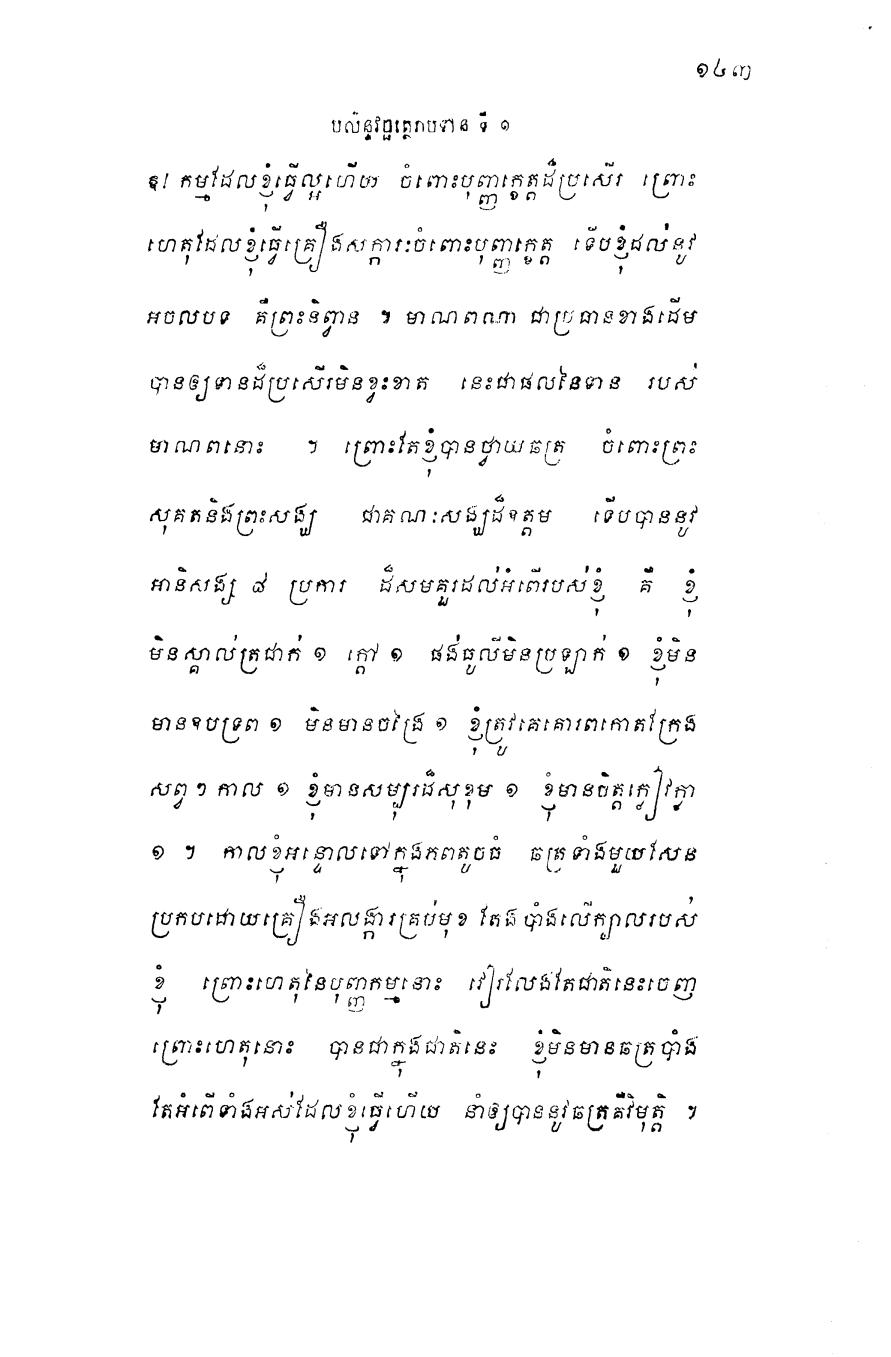 ១៤៣
បលិន្ទវច្ឆត្ថេរាបទាន ទី ១
ឱ! កម្មដែលខ្ញុំធ្វើល្អហើយ ចំពោះបុញ្ញក្ខេត្តដ៏ប្រសើរ ព្រោះ
ហេតុដែលខ្ញុំធ្វើគ្រឿងសក្ការៈចំពោះបុញ្ញក្ខេត្ត ទើបខ្ញុំដល់នូវ
អចលបទ គឺព្រះនិព្វាន ។ មាណពណា ជាប្រធានខាងដើម
បានឲ្យទានដ៏ប្រសើរមិនខ្វះខាត នេះជាផលនៃទាន របស់
មាណពនោះ ។ ព្រោះតែខ្ញុំបានថ្វាយឆត្រ ចំពោះព្រះ
សុគតនិងព្រះសង្ឃ ជាគណៈសង្ឃដ៏ឧត្តម ទើបបាននូវ
អានិសង្ស ៨ ប្រការ ដ៏សមគួរដល់អំពើរបស់ខ្ញុំ គឺ ខ្ញុំ
មិនស្គាល់ត្រជាក់ ១ ក្តៅ ១ ផង់ធូលីមិនប្រឡាក់ ១ ខ្ញុំមិន
មានឧបទ្រព ១ មិនមានចង្រៃ ១ ខ្ញុំត្រូវគេគោរពកោតក្រែង
សព្វ ៗ កាល ១ ខ្ញុំមានសម្បុរដ៏សុខុម ១ ខ្ញុំមានចិត្តក្លៀវក្លា
១ ។ កាលខ្ញុំអន្ទោលទៅក្នុងភពតូចធំ ឆត្រទាំងមួយសែន
ប្រកបដោយគ្រឿងអលង្ការគ្រប់មុខ តែងបាំងលើក្បាលរបស់
ខ្ញុំ ព្រោះហេតុនៃបុញ្ញកម្មនោះ វៀរលែងតែជាតិនេះចេញ
ព្រោះហេតុនោះ បានជាក្នុងជាតិនេះ ខ្ញុំមិនមានឆត្របាំង
តែអំពើទាំងអស់ដែលខ្ញុំធ្វើហើយ នាំឲ្យបាននូវឆត្រគឺវិមុត្តិ ។